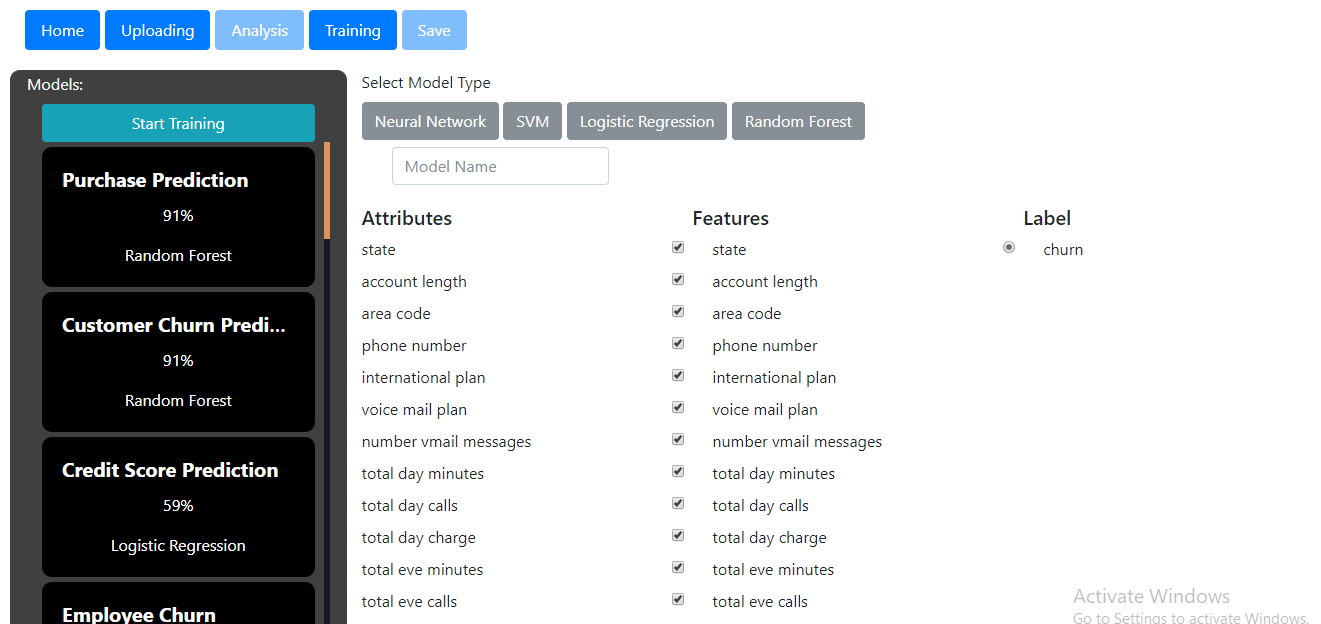 Home Uploading Analysis Training Save
Models:
Start Training
Purchase Prediction
91%
Random Forest
Customer Churn Predi...
91%
Random Forest
Credit Score Prediction
59%
Logistic Regression
Employee Churn
Select Model Type
Neural Network SVM Logistic Regression Random Forest
Model Name
Attributes Features Label
state state churn
account length account length
area code area code
phone number phone number
international plan international plan
voice mail plan voice mail plan
number vmail messages number vmail messages
total day minutes total day minutes
total day calls total day calls
total day charge total day charge
total eve minutes total eve minutes
total eve calls total eve calls
Activate Windows
Go to Settings to activate Windows.